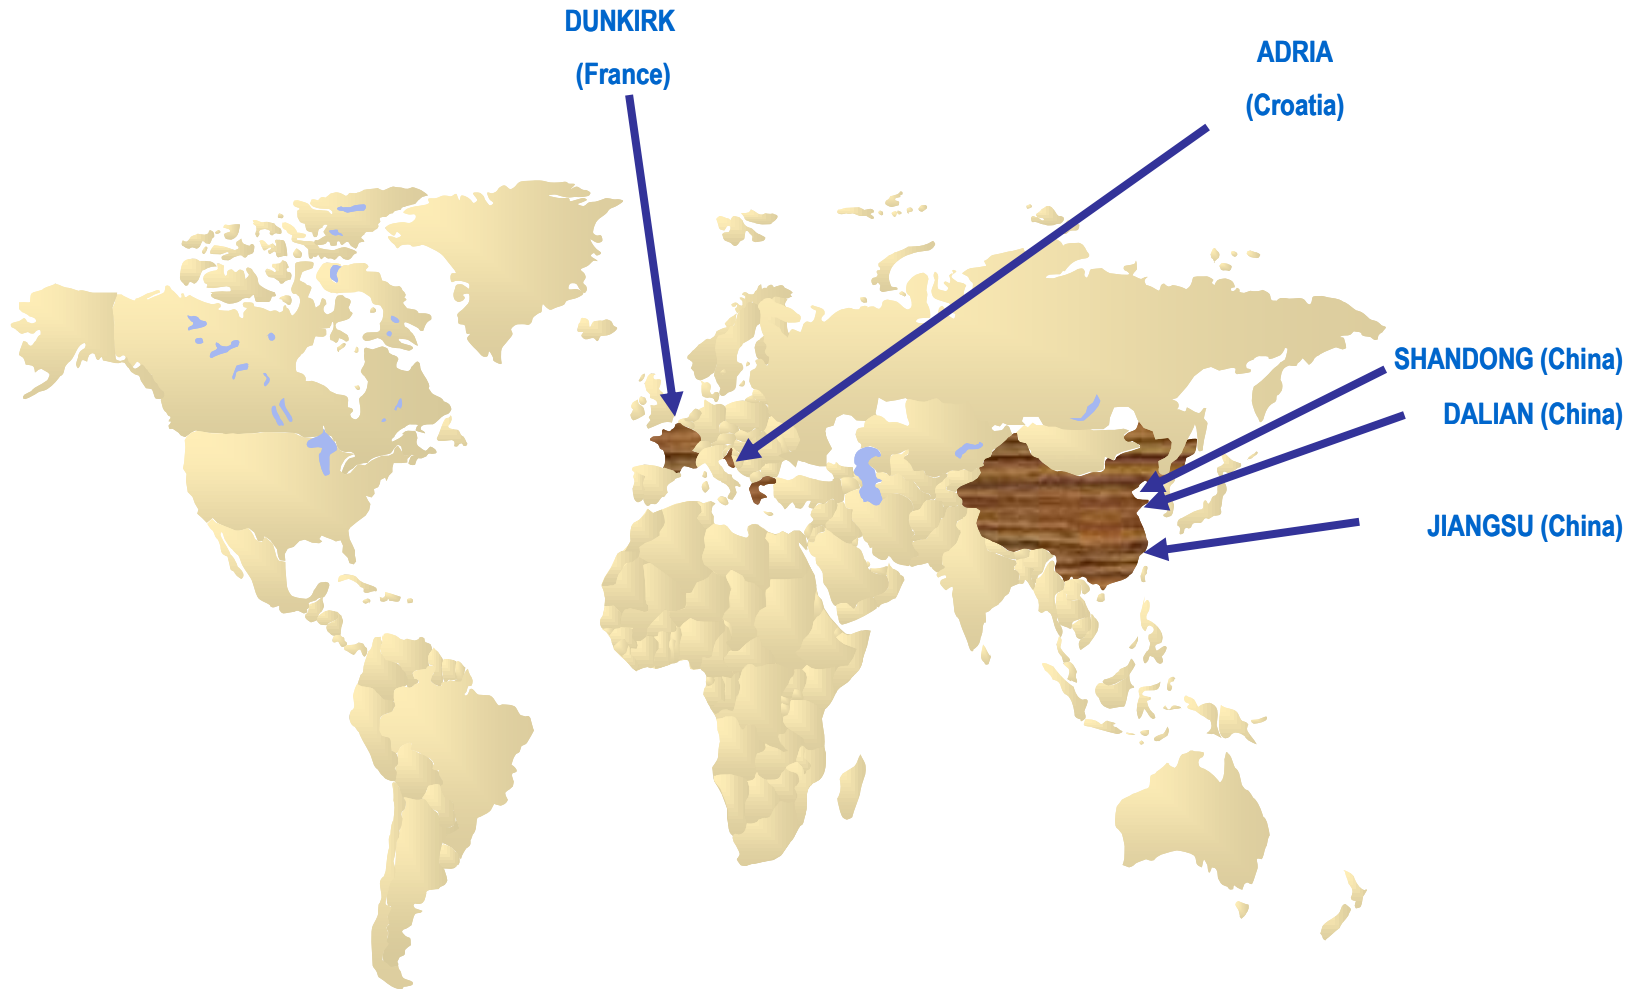 DUNKIRK
(France)
ADRIA
(Croatia)
SHANDONG (China)
DALIAN (China)
JIANGSU (China)